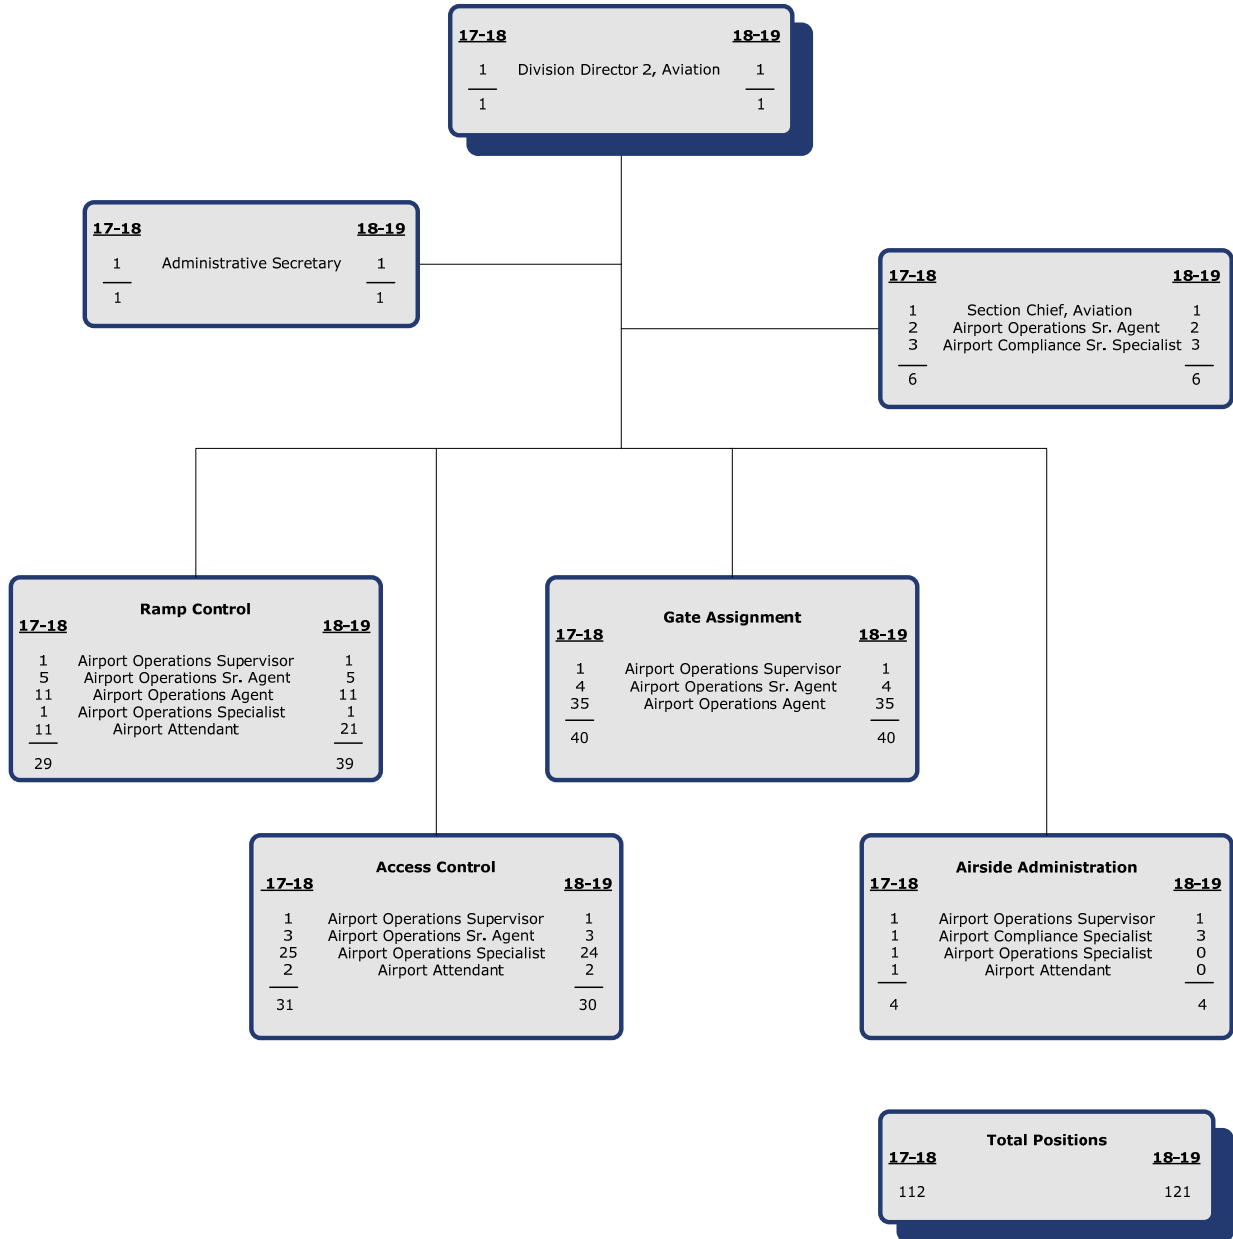 17-18 18-19
1 Division Director 2, Aviation 1
1 1
17-18 18-19
1 Administrative Secretary 1
1 1
17-18 18-19
1 Section Chief, Aviation 1
2 Airport Operations Sr. Agent 2
3 Airport Compliance Sr. Specialist 3
6 6
Ramp Control
17-18 18-19
1 Airport Operations Supervisor 1
5 Airport Operations Sr. Agent 5
11 Airport Operations Agent 11
1 Airport Operations Specialist 1
11 Airport Attendant 21
29 39
Gate Assignment
17-18 18-19
1 Airport Operations Supervisor 1
4 Airport Operations Sr. Agent 4
35 Airport Operations Agent 35
40 40
Access Control
17-18 18-19
1 Airport Operations Supervisor 1
3 Airport Operations Sr. Agent 3
25 Airport Operations Specialist 24
2 Airport Attendant 2
31 30
Airside Administration
17-18 18-19
1 Airport Operations Supervisor 1
1 Airport Compliance Specialist 3
1 Airport Operations Specialist 0
1 Airport Attendant 0
4 4
Total Positions
17-18 18-19
112 121